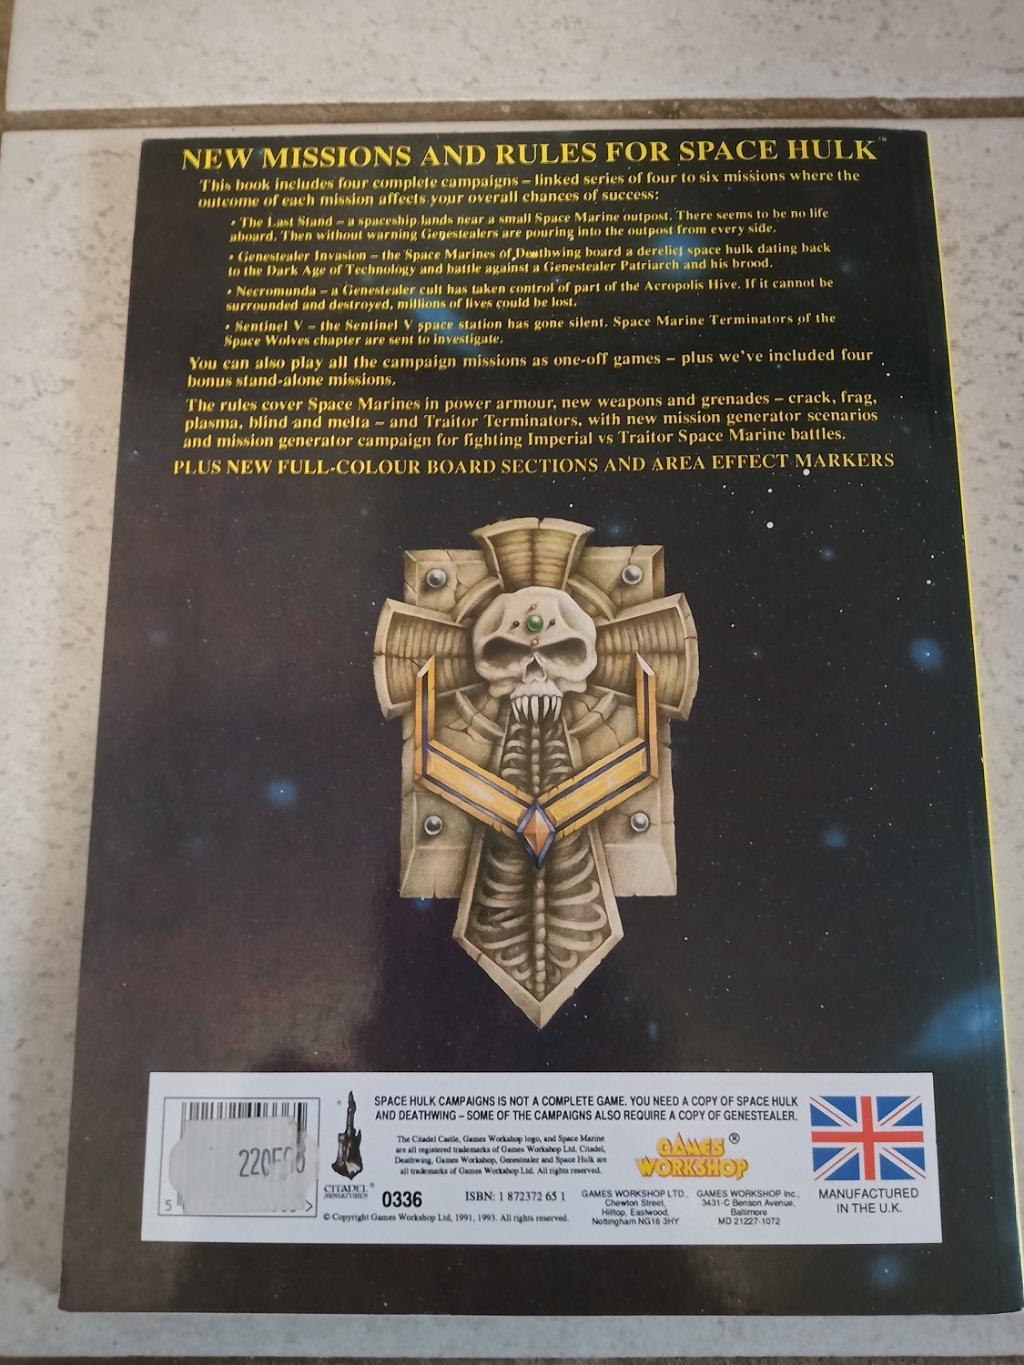 NEW MISSIONS AND RULES FOR SPACE HULK™
This book includes four complete campaigns – linked series of four to six missions where the
outcome of each mission affects your overall chances of success:
• The Last Stand – a spaceship lands near a small Space Marine outpost. There seems to be no life
aboard. Then without warning Genestealers are pouring into the outpost from every side.
• Genestealer Invasion – the Space Marines of Deathwing board a derelict space hulk dating back
to the Dark Age of Technology and battle against a Genestealer Patriarch and his brood.
• Necromunda – a Genestealer cult has taken control of part of the Acropolis Hive. If it cannot be
surrounded and destroyed, millions of lives could be lost.
• Sentinel V – the Sentinel V space station has gone silent. Space Marine Terminators of the
Space Wolves chapter are sent to investigate.
You can also play all the campaign missions as one-off games – plus we've included four
bonus stand-alone missions.
The rules cover Space Marines in power armour, new weapons and grenades – crack, frag,
plasma, blind and melta – and Traitor Terminators, with new mission generator scenarios
and mission generator campaign for fighting Imperial vs Traitor Space Marine battles.
PLUS NEW FULL-COLOUR BOARD SECTIONS AND AREA EFFECT MARKERS
SPACE HULK CAMPAIGNS IS NOT A COMPLETE GAME. YOU NEED A COPY OF SPACE HULK
AND DEATHWING – SOME OF THE CAMPAIGNS ALSO REQUIRE A COPY OF GENESTEALER.
The Citadel Castle, Games Workshop logo, and Space Marine
are all registered trademarks of Games Workshop Ltd. Citadel,
Deathwing, Games Workshop, Genestealer and Space Hulk are
all trademarks of Games Workshop Ltd. All rights reserved.
CITADEL®
MINIATURES
0336
ISBN: 1 872372 65 1
© Copyright Games Workshop Ltd, 1991, 1993. All rights reserved.
GAMES®
WORKSHOP
GAMES WORKSHOP LTD.,
Chewton Street,
Hilltop, Eastwood,
Nottingham NG16 3HY
GAMES WORKSHOP Inc.,
3431-C Benson Avenue,
Baltimore
MD 21227-1072
MANUFACTURED
IN THE U.K.
5